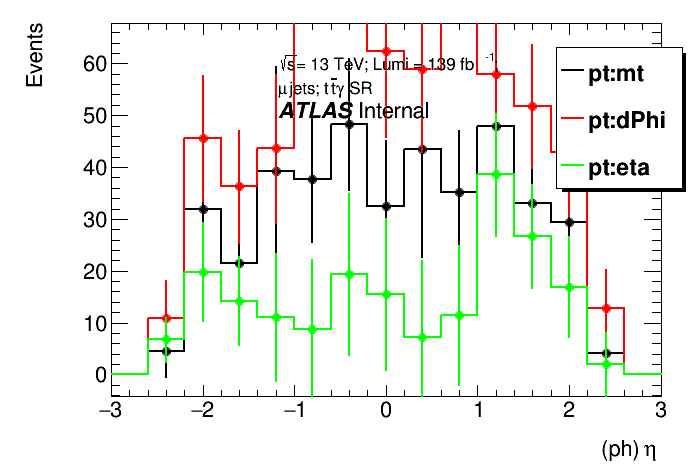 Events
60
50
40
30
20
10
0
√s= 13 TeV; Lumi = 139 fb⁻¹
μjets; tt̄γ SR
ATLAS Internal
pt:mt
pt:dPhi
pt:eta
−3 −2 −1 0 1 2 3
(ph) η